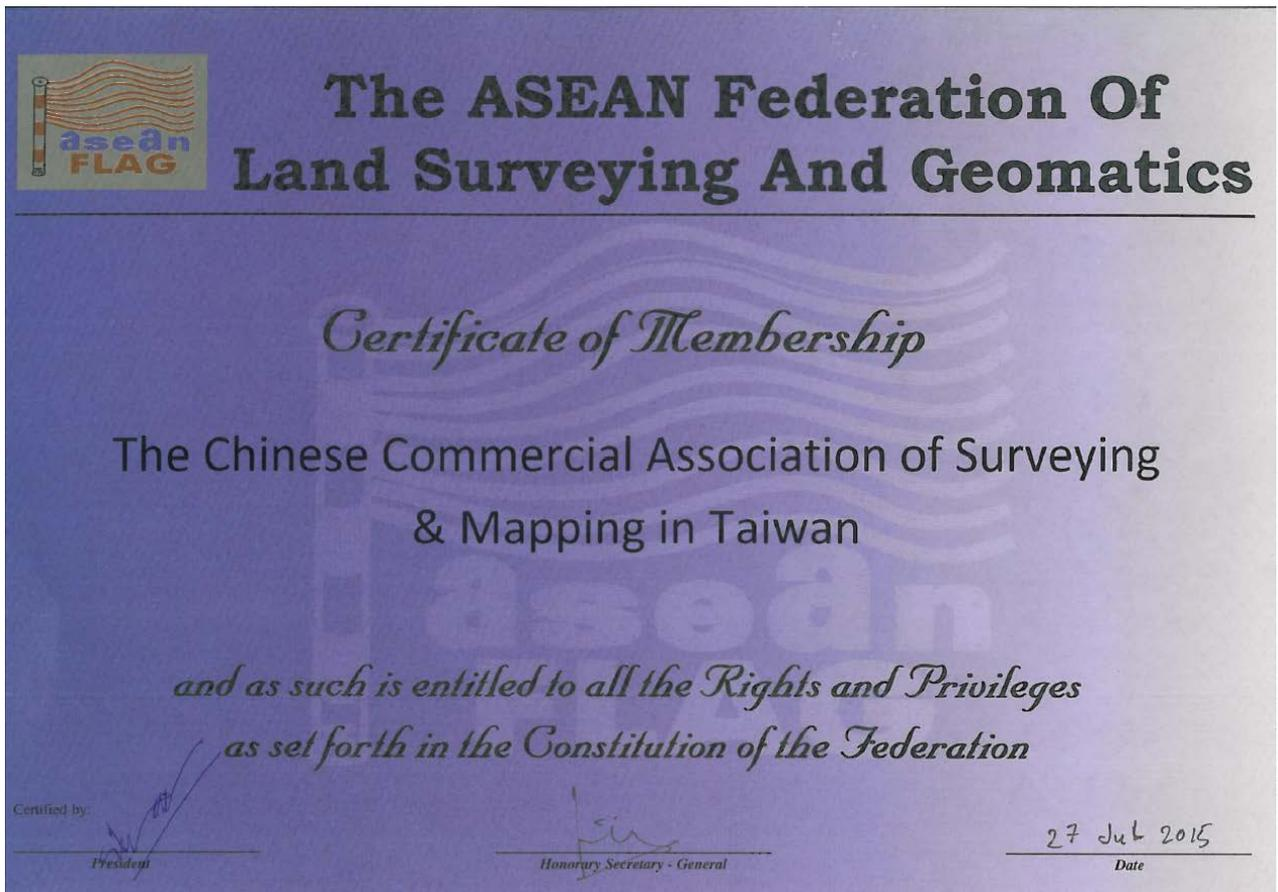 asean
FLAG
The ASEAN Federation Of
Land Surveying And Geomatics
Certificate of Membership
The Chinese Commercial Association of Surveying
& Mapping in Taiwan
asean
FLAG
and as such is entitled to all the Rights and Privileges
as set forth in the Constitution of the Federation
Certified by:
27 Jul 2015
President
Honorary Secretary - General
Date